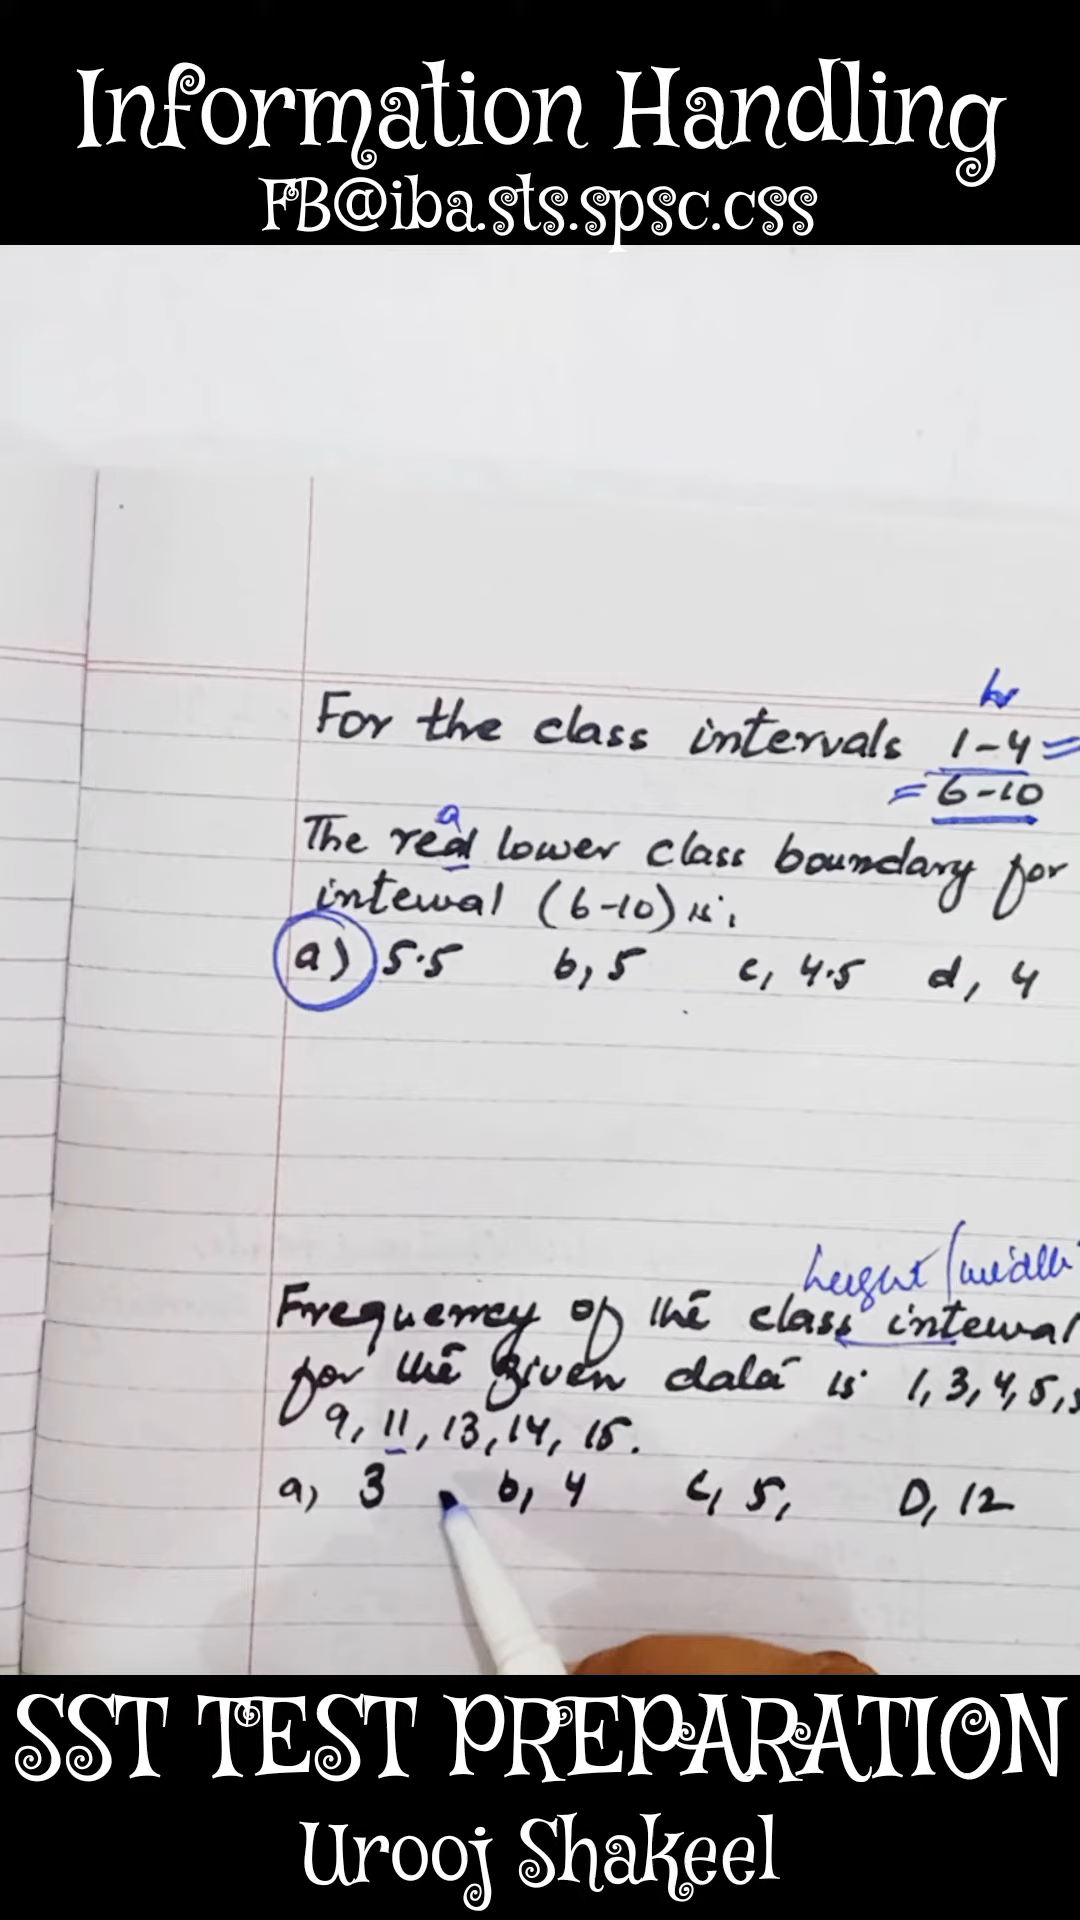 Information Handling
FB@iba.sts.spsc.css
For the class intervals 1-4 =
= 6-10
a
The real lower class boundary for
interval (6-10) is:
a) 5.5 b, 5 c, 4.5 d, 4
height / width
Frequency of the class interval
for the given data is 1, 3, 4, 5, 5
9, 11, 13, 14, 15.
a, 3 b, 4 c, 5, D, 12
SST TEST PREPARATION
Urooj Shakeel